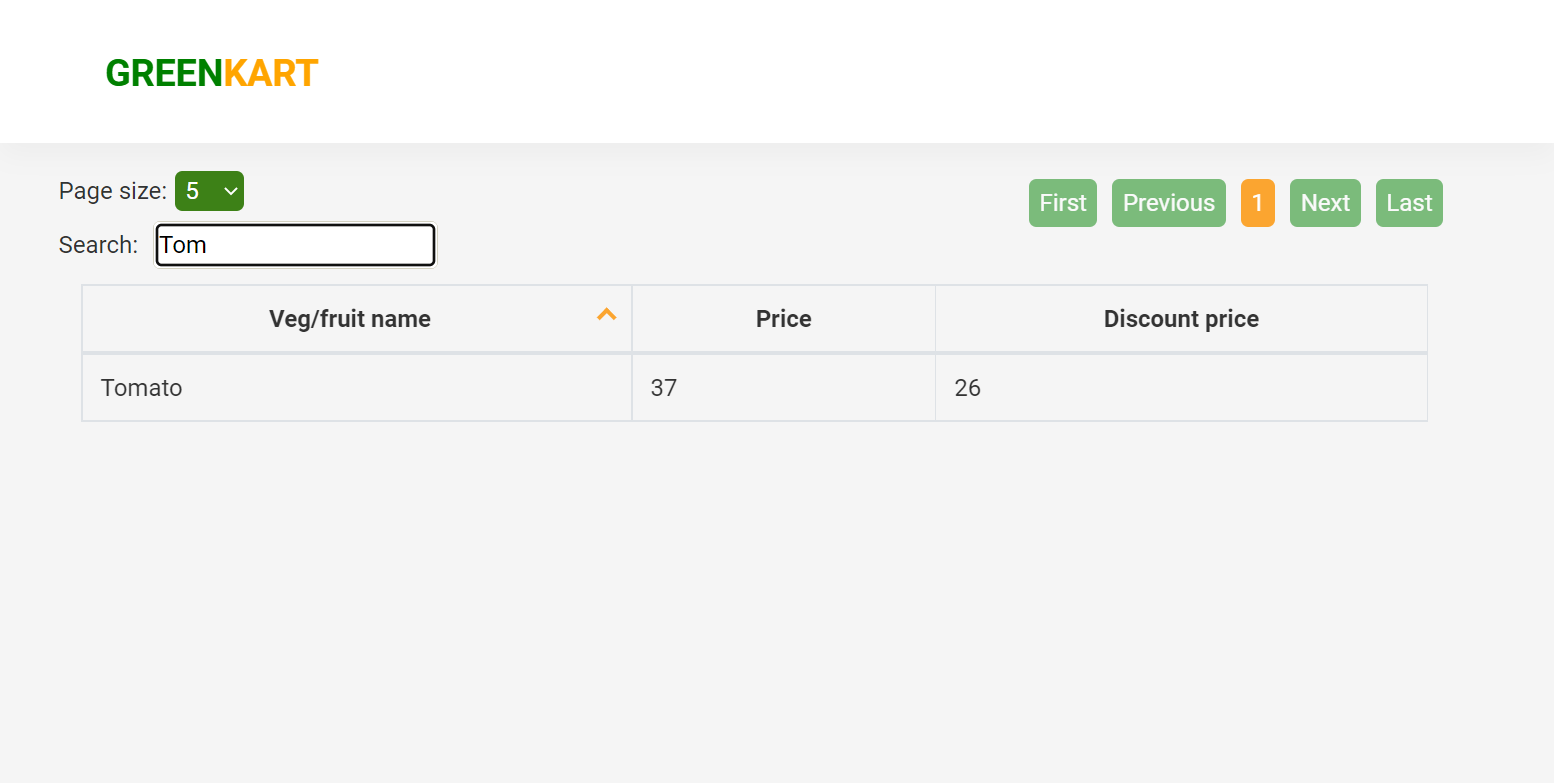 GREENKART
Page size: 5
First Previous 1 Next Last
Search: Tom
Veg/fruit name Price Discount price
Tomato 37 26